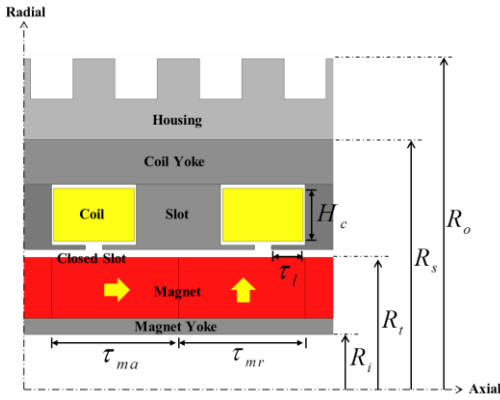 Radial
Housing
Coil Yoke
Coil
Slot
H_c
R_o
Closed Slot
τ_l
R_s
Magnet
R_t
Magnet Yoke
τ_ma
τ_mr
R_i
Axial